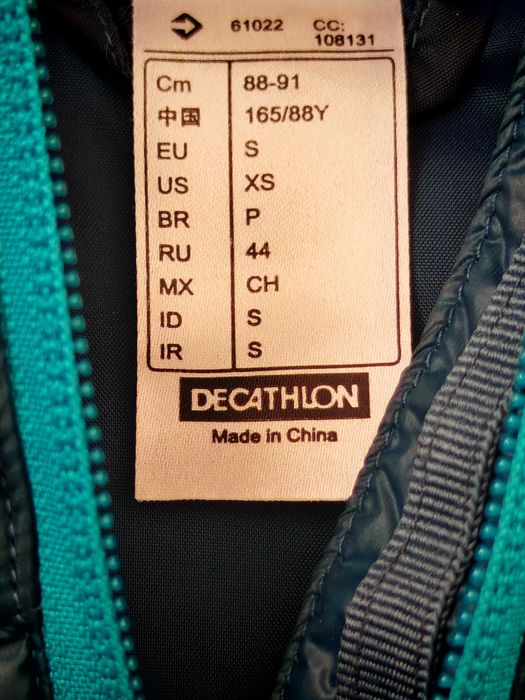 61022 CC:
108131
Cm 88-91
中国 165/88Y
EU S
US XS
BR P
RU 44
MX CH
ID S
IR S
DECATHLON
Made in China